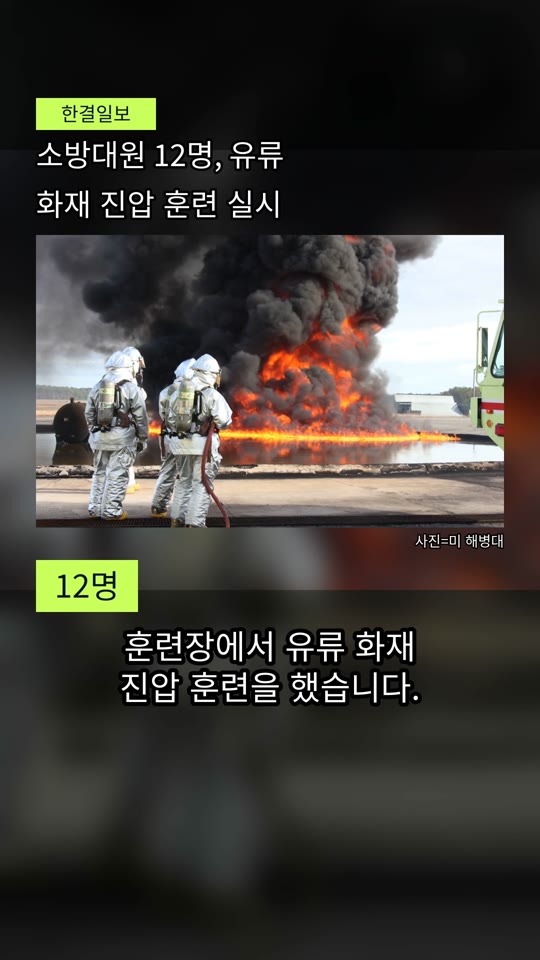 한결일보
소방대원 12명, 유류
화재 진압 훈련 실시
사진=미 해병대
12명
훈련장에서 유류 화재
진압 훈련을 했습니다.